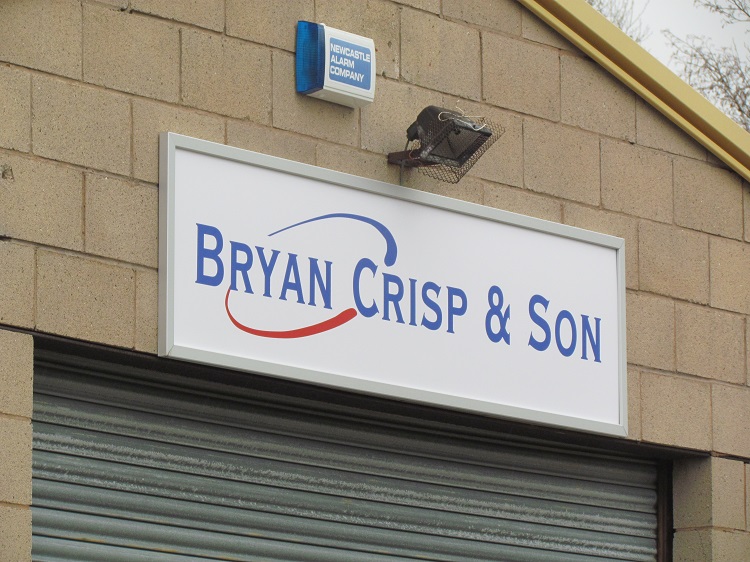 NEWCASTLE
ALARM
COMPANY
BRYAN CRISP & SON